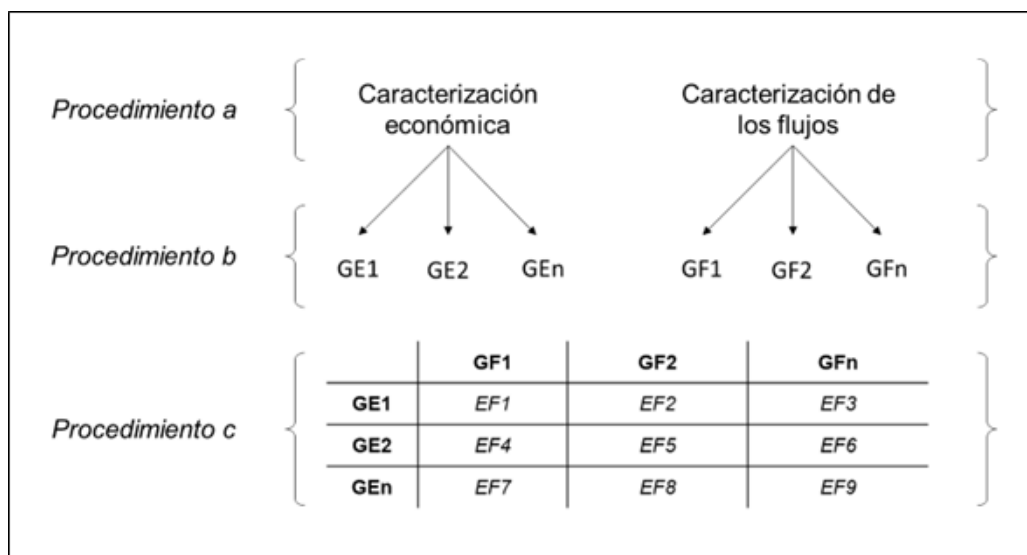 Procedimiento a
Caracterización
económica
Caracterización de
los flujos
Procedimiento b
GE1 GE2 GEn GF1 GF2 GFn
Procedimiento c
GF1 GF2 GFn
GE1 EF1 EF2 EF3
GE2 EF4 EF5 EF6
GEn EF7 EF8 EF9